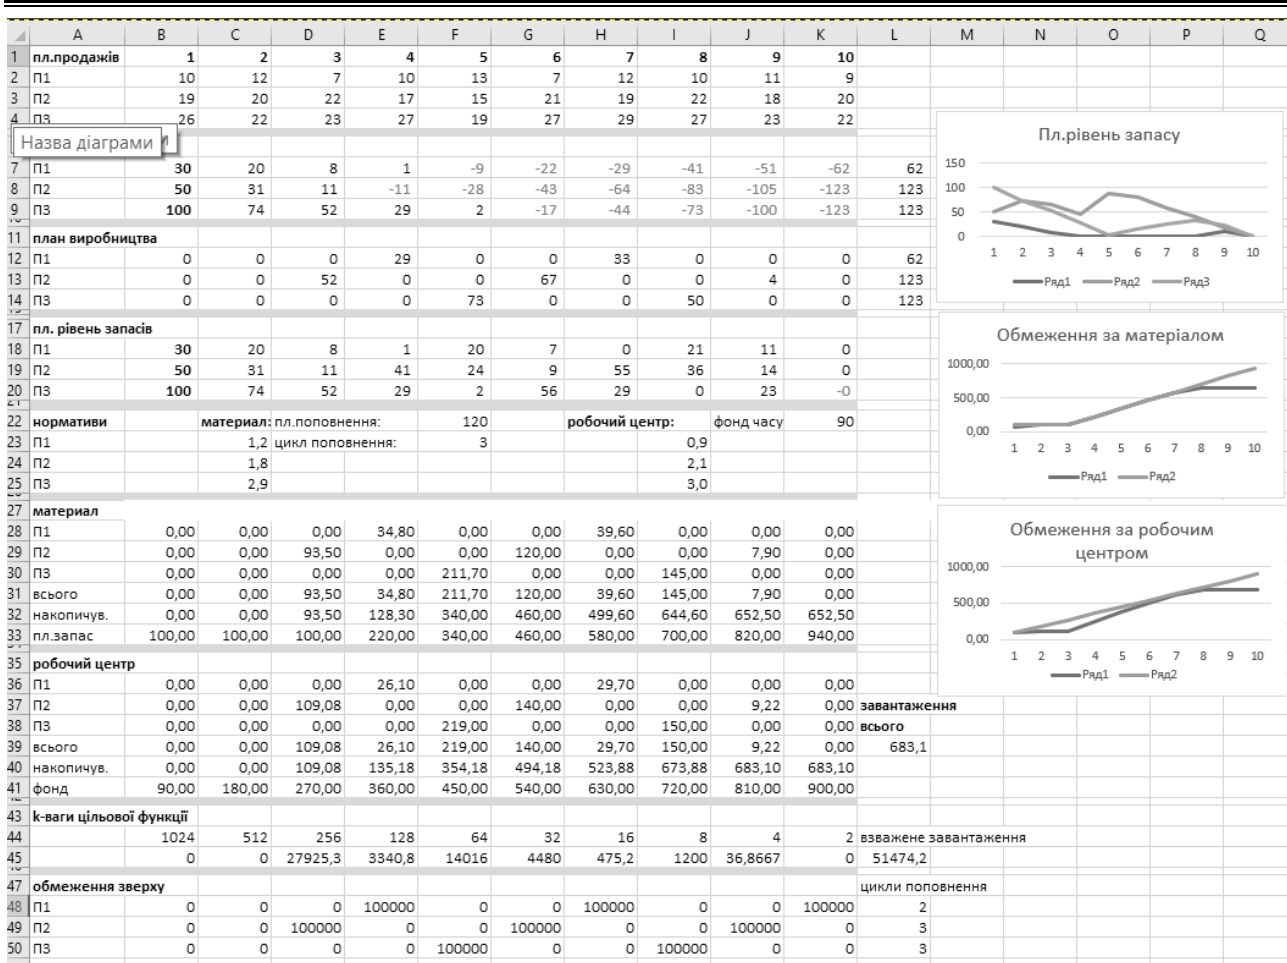 A B C D E F G H I J K L M N O P Q
1 пл.продажів 1 2 3 4 5 6 7 8 9 10
2 П1 10 12 7 10 13 7 12 10 11 9
3 П2 19 20 22 17 15 21 19 22 18 20
4 П3 26 22 23 27 19 27 29 27 23 22
Назва діаграми
7 П1 30 20 8 1 -9 -22 -29 -41 -51 -62 62
8 П2 50 31 11 -11 -28 -43 -64 -83 -105 -123 123
9 П3 100 74 52 29 2 -17 -44 -73 -100 -123 123
11 план виробництва
12 П1 0 0 0 29 0 0 33 0 0 0 62
13 П2 0 0 52 0 0 67 0 0 4 0 123
14 П3 0 0 0 0 73 0 0 50 0 0 123
17 пл. рівень запасів
18 П1 30 20 8 1 20 7 0 21 11 0
19 П2 50 31 11 41 24 9 55 36 14 0
20 П3 100 74 52 29 2 56 29 0 23 -0
22 нормативи материал: пл.поповнення: 120 робочий центр: фонд часу 90
23 П1 1,2 цикл поповнення: 3 0,9
24 П2 1,8 2,1
25 П3 2,9 3,0
27 материал
28 П1 0,00 0,00 0,00 34,80 0,00 0,00 39,60 0,00 0,00 0,00
29 П2 0,00 0,00 93,50 0,00 0,00 120,00 0,00 0,00 7,90 0,00
30 П3 0,00 0,00 0,00 0,00 211,70 0,00 0,00 145,00 0,00 0,00
31 всього 0,00 0,00 93,50 34,80 211,70 120,00 39,60 145,00 7,90 0,00
32 накопичув. 0,00 0,00 93,50 128,30 340,00 460,00 499,60 644,60 652,50 652,50
33 пл.запас 100,00 100,00 100,00 220,00 340,00 460,00 580,00 700,00 820,00 940,00
35 робочий центр
36 П1 0,00 0,00 0,00 26,10 0,00 0,00 29,70 0,00 0,00 0,00
37 П2 0,00 0,00 109,08 0,00 0,00 140,00 0,00 0,00 9,22 0,00 завантаження
38 П3 0,00 0,00 0,00 0,00 219,00 0,00 0,00 150,00 0,00 0,00 всього
39 всього 0,00 0,00 109,08 26,10 219,00 140,00 29,70 150,00 9,22 0,00 683,1
40 накопичув. 0,00 0,00 109,08 135,18 354,18 494,18 523,88 673,88 683,10 683,10
41 фонд 90,00 180,00 270,00 360,00 450,00 540,00 630,00 720,00 810,00 900,00
43 k-ваги цільової функції
44 1024 512 256 128 64 32 16 8 4 2 взважене завантаження
45 0 0 27925,3 3340,8 14016 4480 475,2 1200 36,8667 0 51474,2
47 обмеження зверху цикли поповнення
48 П1 0 0 0 100000 0 0 100000 0 0 100000 2
49 П2 0 0 100000 0 0 100000 0 0 100000 0 3
50 П3 0 0 0 0 100000 0 0 100000 0 0 3
Пл.рівень запасу
150
100
50
0
1 2 3 4 5 6 7 8 9 10
Ряд1 Ряд2 Ряд3
Обмеження за матеріалом
1000,00
500,00
0,00
1 2 3 4 5 6 7 8 9 10
Ряд1 Ряд2
Обмеження за робочим
центром
1000,00
500,00
0,00
1 2 3 4 5 6 7 8 9 10
Ряд1 Ряд2